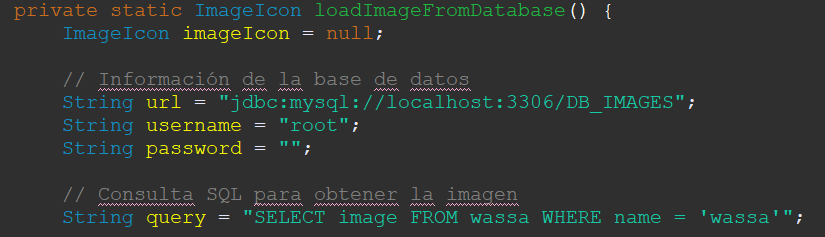 private static ImageIcon loadImageFromDatabase() {
ImageIcon imageIcon = null;
// Información de la base de datos
String url = "jdbc:mysql://localhost:3306/DB_IMAGES";
String username = "root";
String password = "";
// Consulta SQL para obtener la imagen
String query = "SELECT image FROM wassa WHERE name = 'wassa'";